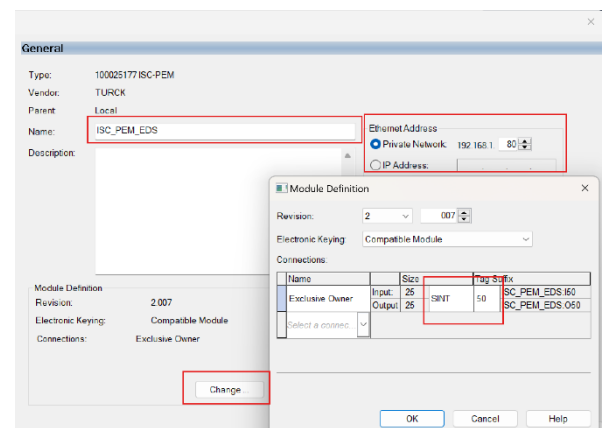 General
Type: 100025177 ISC-PEM
Vendor: TURCK
Parent: Local
Name: ISC_PEM_EDS
Description:
Ethernet Address
Private Network: 192.168.1. 80
IP Address:
Module Definition
Revision: 2.007
Electronic Keying: Compatible Module
Connections: Exclusive Owner
Change...
Module Definition
Revision: 2 007
Electronic Keying: Compatible Module
Connections:
Name Size Tag Suffix
Exclusive Owner Input: 25 SINT 50 ISC_PEM_EDS:I50
Output: 25 ISC_PEM_EDS:O50
Select a connec...
OK Cancel Help